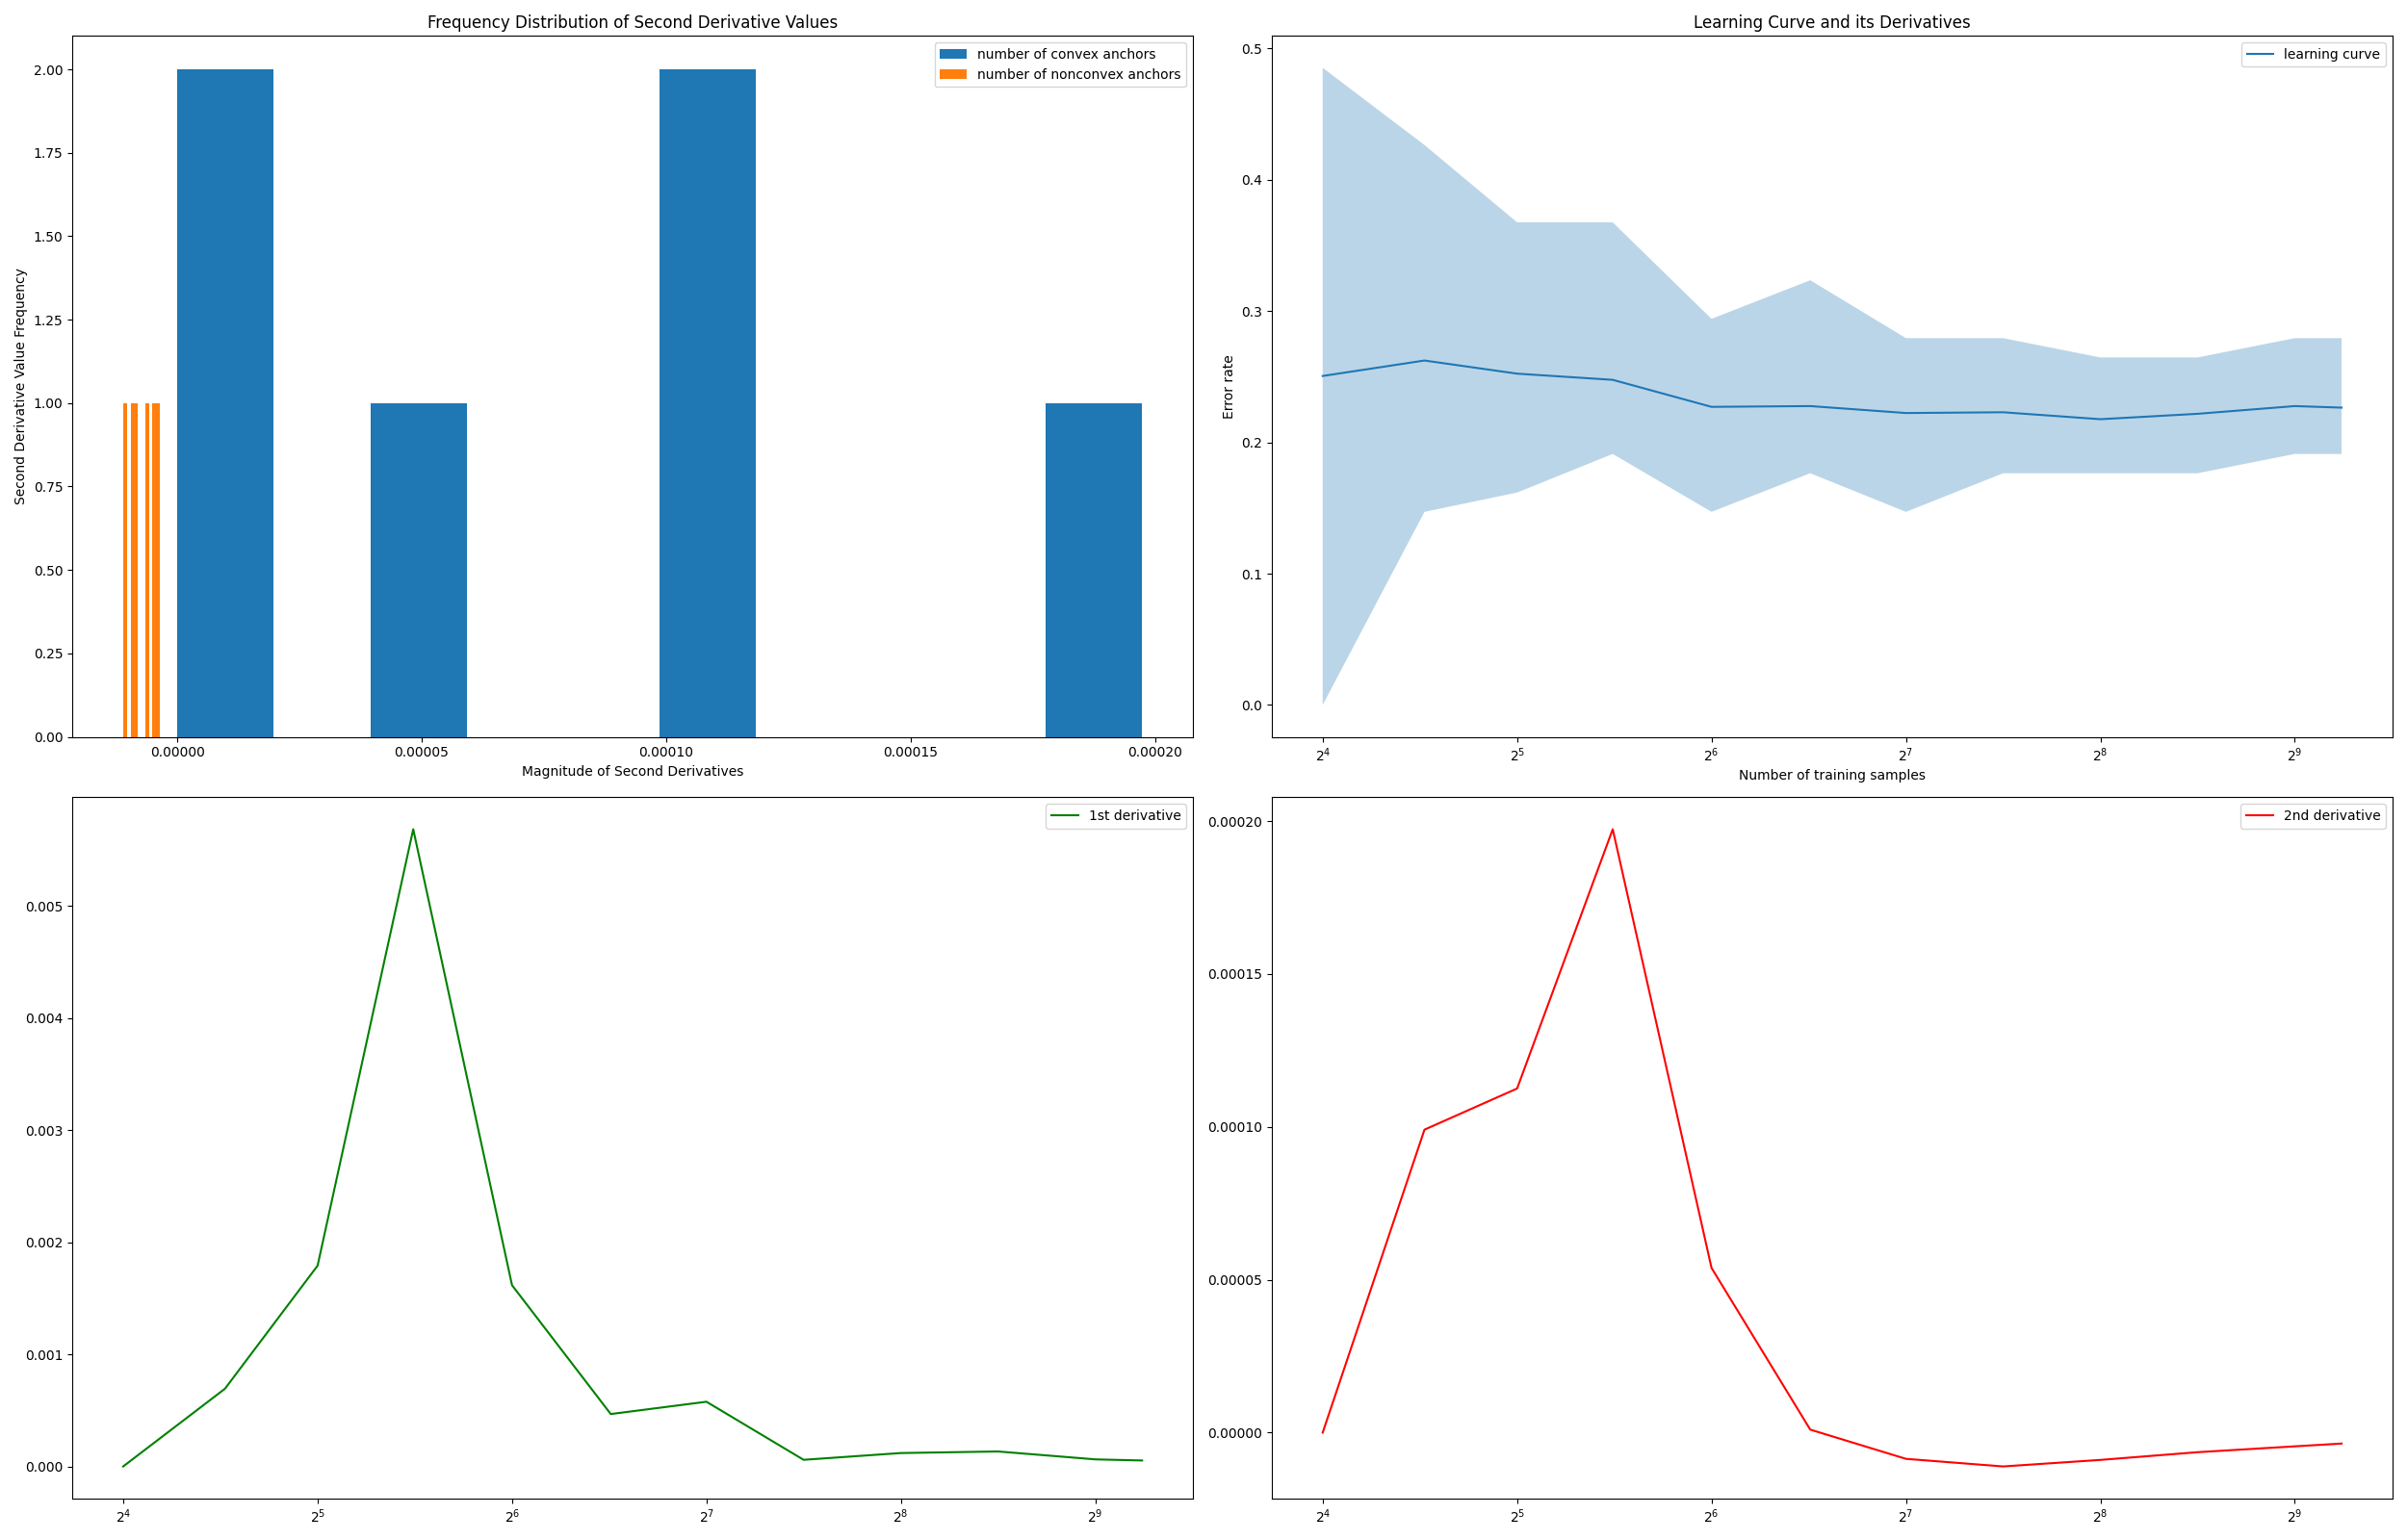 Frequency Distribution of Second Derivative Values
number of convex anchors
number of nonconvex anchors
Second Derivative Value Frequency
2.00
1.75
1.50
1.25
1.00
0.75
0.50
0.25
0.00
0.00000 0.00005 0.00010 0.00015 0.00020
Magnitude of Second Derivatives
Learning Curve and its Derivatives
learning curve
Error rate
0.5
0.4
0.3
0.2
0.1
0.0
2⁴ 2⁵ 2⁶ 2⁷ 2⁸ 2⁹
Number of training samples
1st derivative
0.005
0.004
0.003
0.002
0.001
0.000
2⁴ 2⁵ 2⁶ 2⁷ 2⁸ 2⁹
2nd derivative
0.00020
0.00015
0.00010
0.00005
0.00000
2⁴ 2⁵ 2⁶ 2⁷ 2⁸ 2⁹